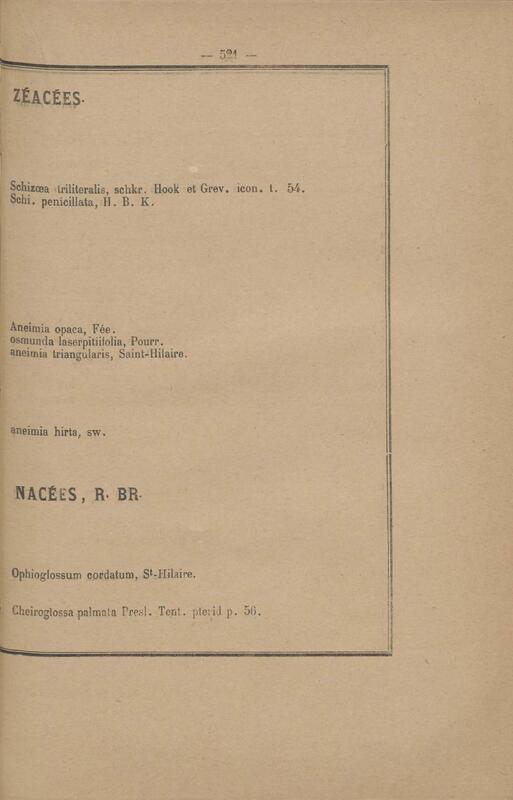 — 521 —
ZÉACÉES.
Schizœa triliteralis, schkr. Hook et Grev. icon. t. 54.
Schi. penicillata, H. B. K.
Aneimia opaca, Fée.
osmunda laserpitiifolia, Pourr.
aneimia triangularis, Saint-Hilaire.
aneimia hirta, sw.
NACÉES, R. BR.
Ophioglossum cordatum, St-Hilaire.
Cheiroglossa palmata Presl. Tent. pterid p. 56.